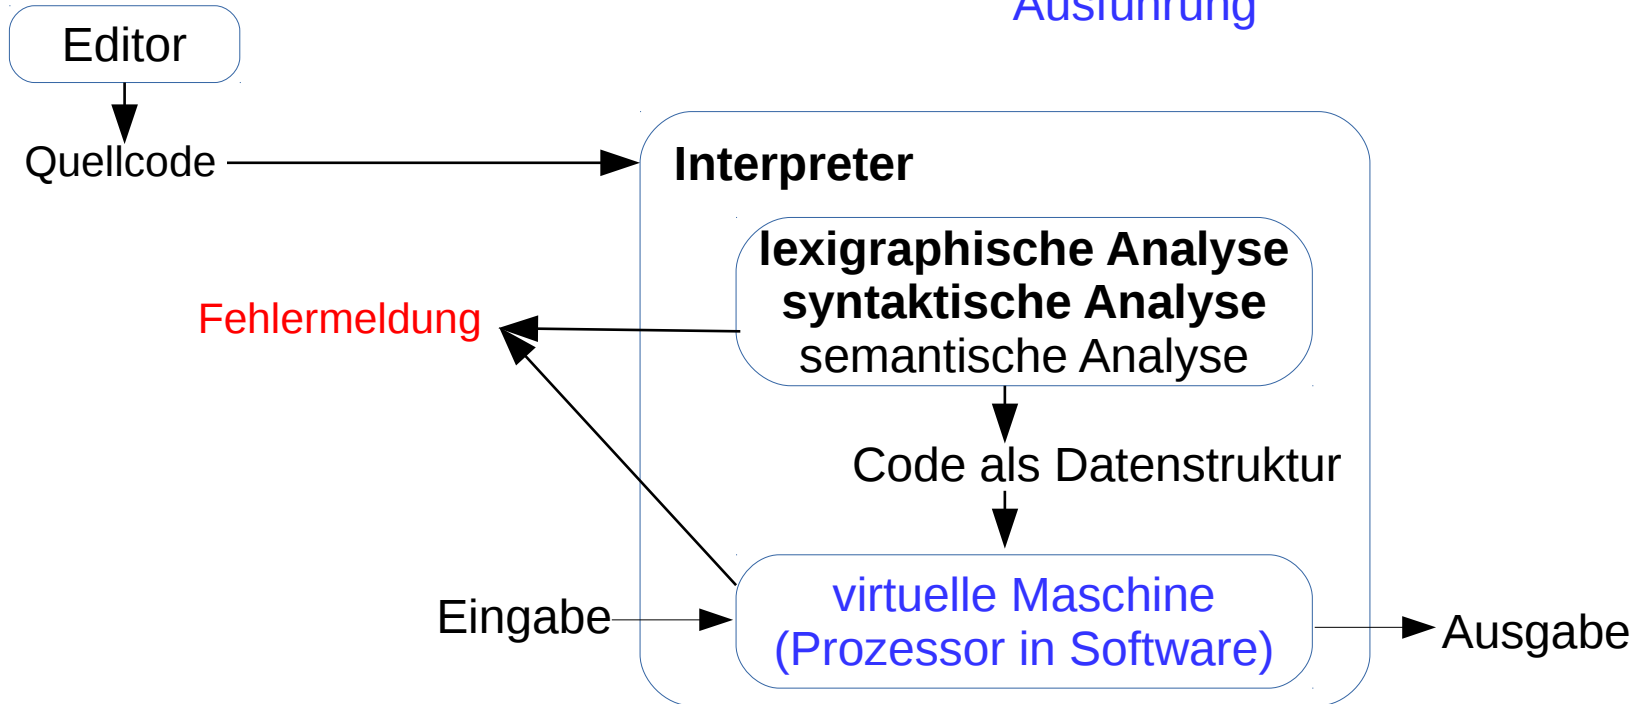 Ausführung
Editor
Quellcode
Interpreter
lexigraphische Analyse
syntaktische Analyse
semantische Analyse
Fehlermeldung
Code als Datenstruktur
virtuelle Maschine
(Prozessor in Software)
Eingabe
Ausgabe